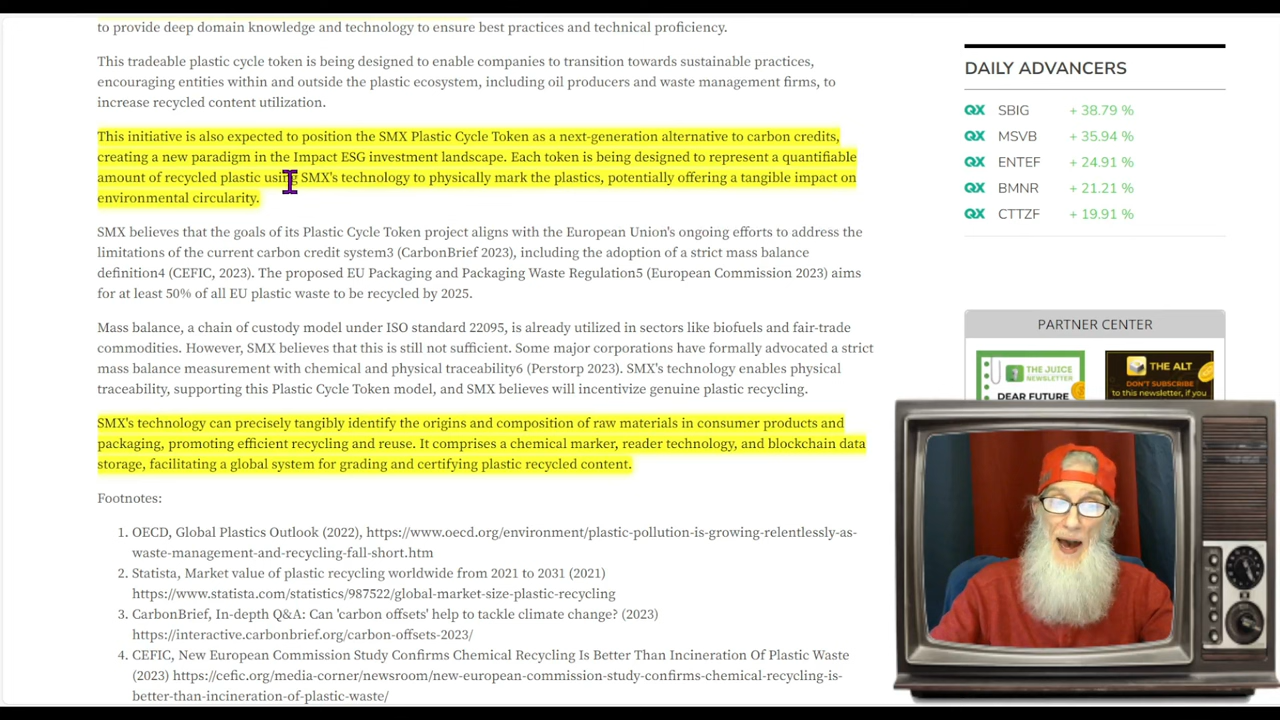 to provide deep domain knowledge and technology to ensure best practices and technical proficiency.
This tradeable plastic cycle token is being designed to enable companies to transition towards sustainable practices,
encouraging entities within and outside the plastic ecosystem, including oil producers and waste management firms, to
increase recycled content utilization.
This initiative is also expected to position the SMX Plastic Cycle Token as a next-generation alternative to carbon credits,
creating a new paradigm in the Impact ESG investment landscape. Each token is being designed to represent a quantifiable
amount of recycled plastic using SMX's technology to physically mark the plastics, potentially offering a tangible impact on
environmental circularity.
SMX believes that the goals of its Plastic Cycle Token project aligns with the European Union's ongoing efforts to address the
limitations of the current carbon credit system3 (CarbonBrief 2023), including the adoption of a strict mass balance
definition4 (CEFIC, 2023). The proposed EU Packaging and Packaging Waste Regulation5 (European Commission 2023) aims
for at least 50% of all EU plastic waste to be recycled by 2025.
Mass balance, a chain of custody model under ISO standard 22095, is already utilized in sectors like biofuels and fair-trade
commodities. However, SMX believes that this is still not sufficient. Some major corporations have formally advocated a strict
mass balance measurement with chemical and physical traceability6 (Perstorp 2023). SMX's technology enables physical
traceability, supporting this Plastic Cycle Token model, and SMX believes will incentivize genuine plastic recycling.
SMX's technology can precisely tangibly identify the origins and composition of raw materials in consumer products and
packaging, promoting efficient recycling and reuse. It comprises a chemical marker, reader technology, and blockchain data
storage, facilitating a global system for grading and certifying plastic recycled content.
Footnotes:
1. OECD, Global Plastics Outlook (2022), https://www.oecd.org/environment/plastic-pollution-is-growing-relentlessly-as-
waste-management-and-recycling-fall-short.htm
2. Statista, Market value of plastic recycling worldwide from 2021 to 2031 (2021)
https://www.statista.com/statistics/987522/global-market-size-plastic-recycling
3. CarbonBrief, In-depth Q&A: Can 'carbon offsets' help to tackle climate change? (2023)
https://interactive.carbonbrief.org/carbon-offsets-2023/
4. CEFIC, New European Commission Study Confirms Chemical Recycling Is Better Than Incineration Of Plastic Waste
(2023) https://cefic.org/media-corner/newsroom/new-european-commission-study-confirms-chemical-recycling-is-
better-than-incineration-of-plastic-waste/
DAILY ADVANCERS
QX SBIG + 38.79 %
QX MSVB + 35.94 %
QX ENTEF + 24.91 %
QX BMNR + 21.21 %
QX CTTZF + 19.91 %
PARTNER CENTER
THE JUICE
NEWSLETTER
DEAR FUTURE
THE ALT
DON'T SUBSCRIBE
to this newsletter, if you